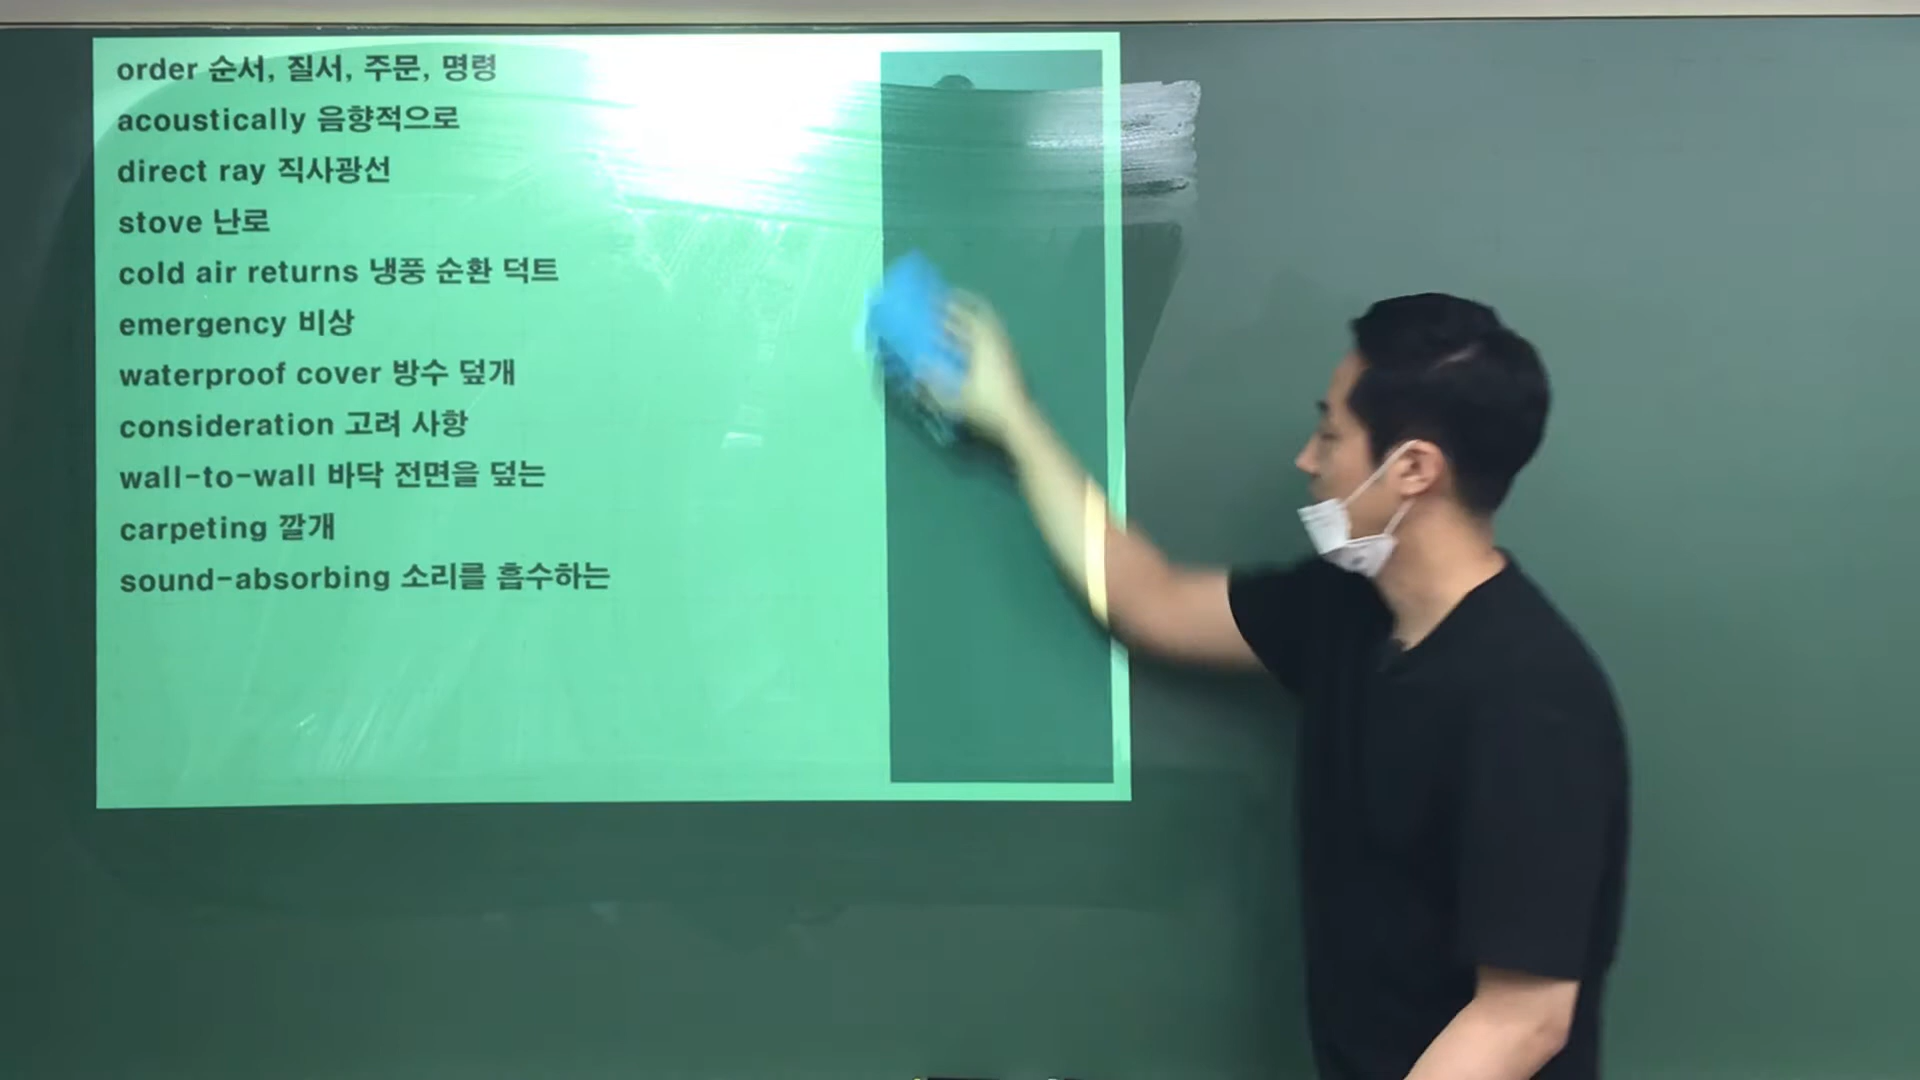 order 순서, 질서, 주문, 명령
acoustically 음향적으로
direct ray 직사광선
stove 난로
cold air returns 냉풍 순환 덕트
emergency 비상
waterproof cover 방수 덮개
consideration 고려 사항
wall-to-wall 바닥 전면을 덮는
carpeting 깔개
sound-absorbing 소리를 흡수하는